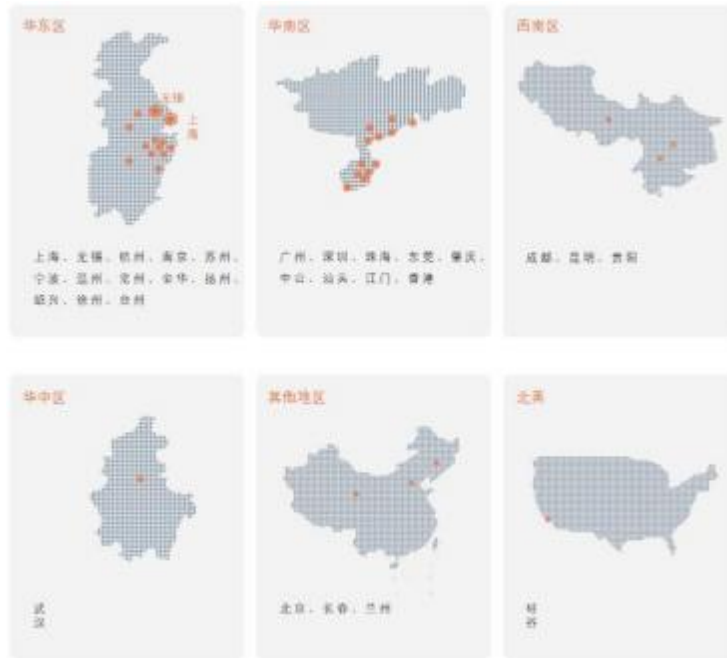 华东区
无锡
上
海
上海、无锡、杭州、南京、苏州、
宁波、温州、常州、金华、扬州、
绍兴、徐州、台州
华南区
广州、深圳、珠海、东莞、肇庆、
中山、汕头、江门、香港
西南区
成都、昆明、贵阳
华中区
武
汉
其他地区
北京、长春、兰州
北美
硅
谷